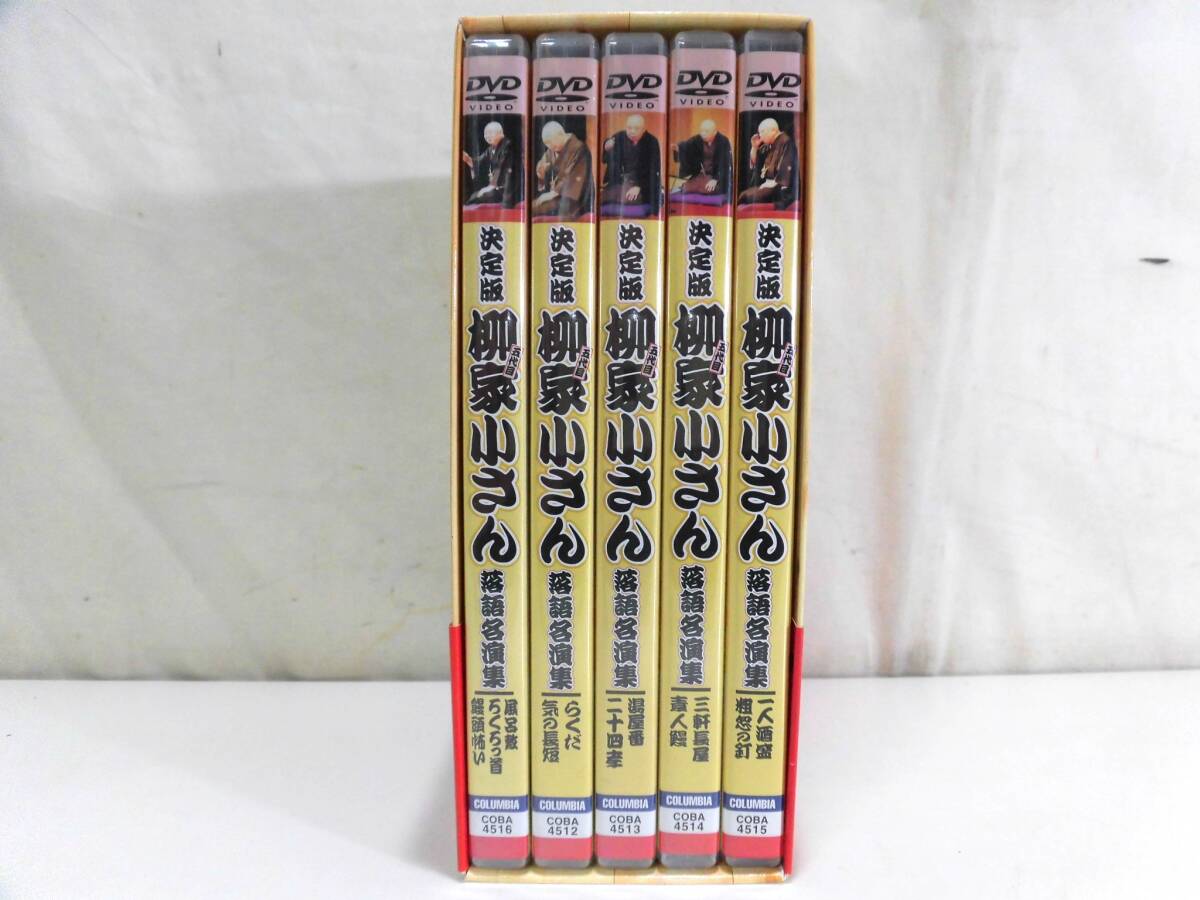 DVD
VIDEO
決定版
五代目
柳家小さん
落語名演集
風呂敷
ろくろっ首
饅頭怖い
COLUMBIA
COBA
4516
DVD
VIDEO
決定版
五代目
柳家小さん
落語名演集
らくだ
気の長短
COLUMBIA
COBA
4512
DVD
VIDEO
決定版
五代目
柳家小さん
落語名演集
湯屋番
二十四孝
COLUMBIA
COBA
4513
DVD
VIDEO
決定版
五代目
柳家小さん
落語名演集
三軒長屋
素人鰻
COLUMBIA
COBA
4514
DVD
VIDEO
決定版
五代目
柳家小さん
落語名演集
一人酒盛
粗忽の釘
COLUMBIA
COBA
4515